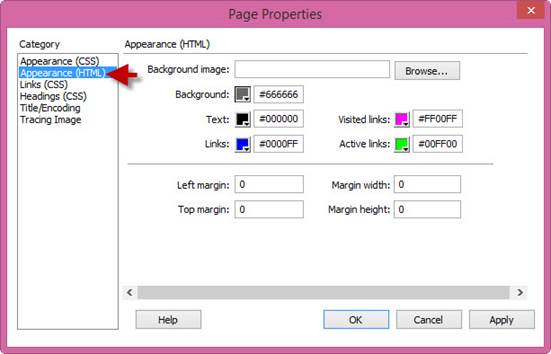 Page Properties
Category
Appearance (CSS)
Appearance (HTML)
Links (CSS)
Headings (CSS)
Title/Encoding
Tracing Image
Appearance (HTML)
Background image: Browse...
Background: #666666
Text: #000000 Visited links: #FF00FF
Links: #0000FF Active links: #00FF00
Left margin: 0 Margin width: 0
Top margin: 0 Margin height: 0
Help OK Cancel Apply